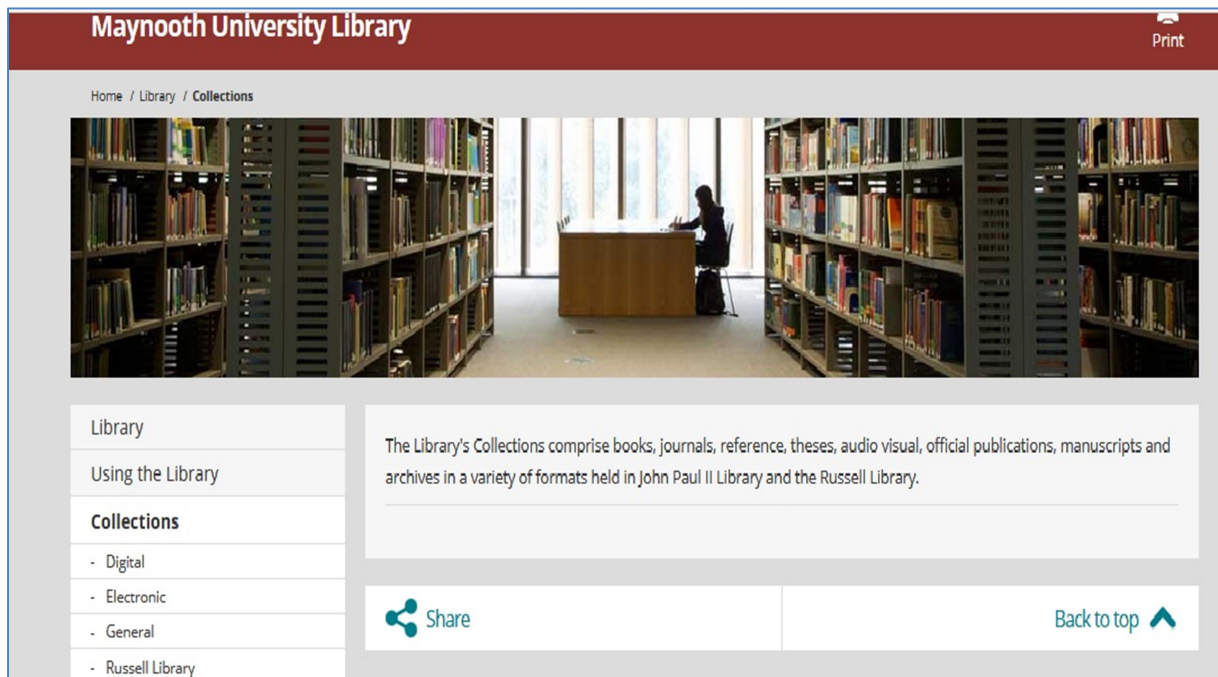 Maynooth University Library
Print
Home / Library / Collections
Library
Using the Library
Collections
- Digital
- Electronic
- General
- Russell Library
The Library's Collections comprise books, journals, reference, theses, audio visual, official publications, manuscripts and
archives in a variety of formats held in John Paul II Library and the Russell Library.
Share
Back to top